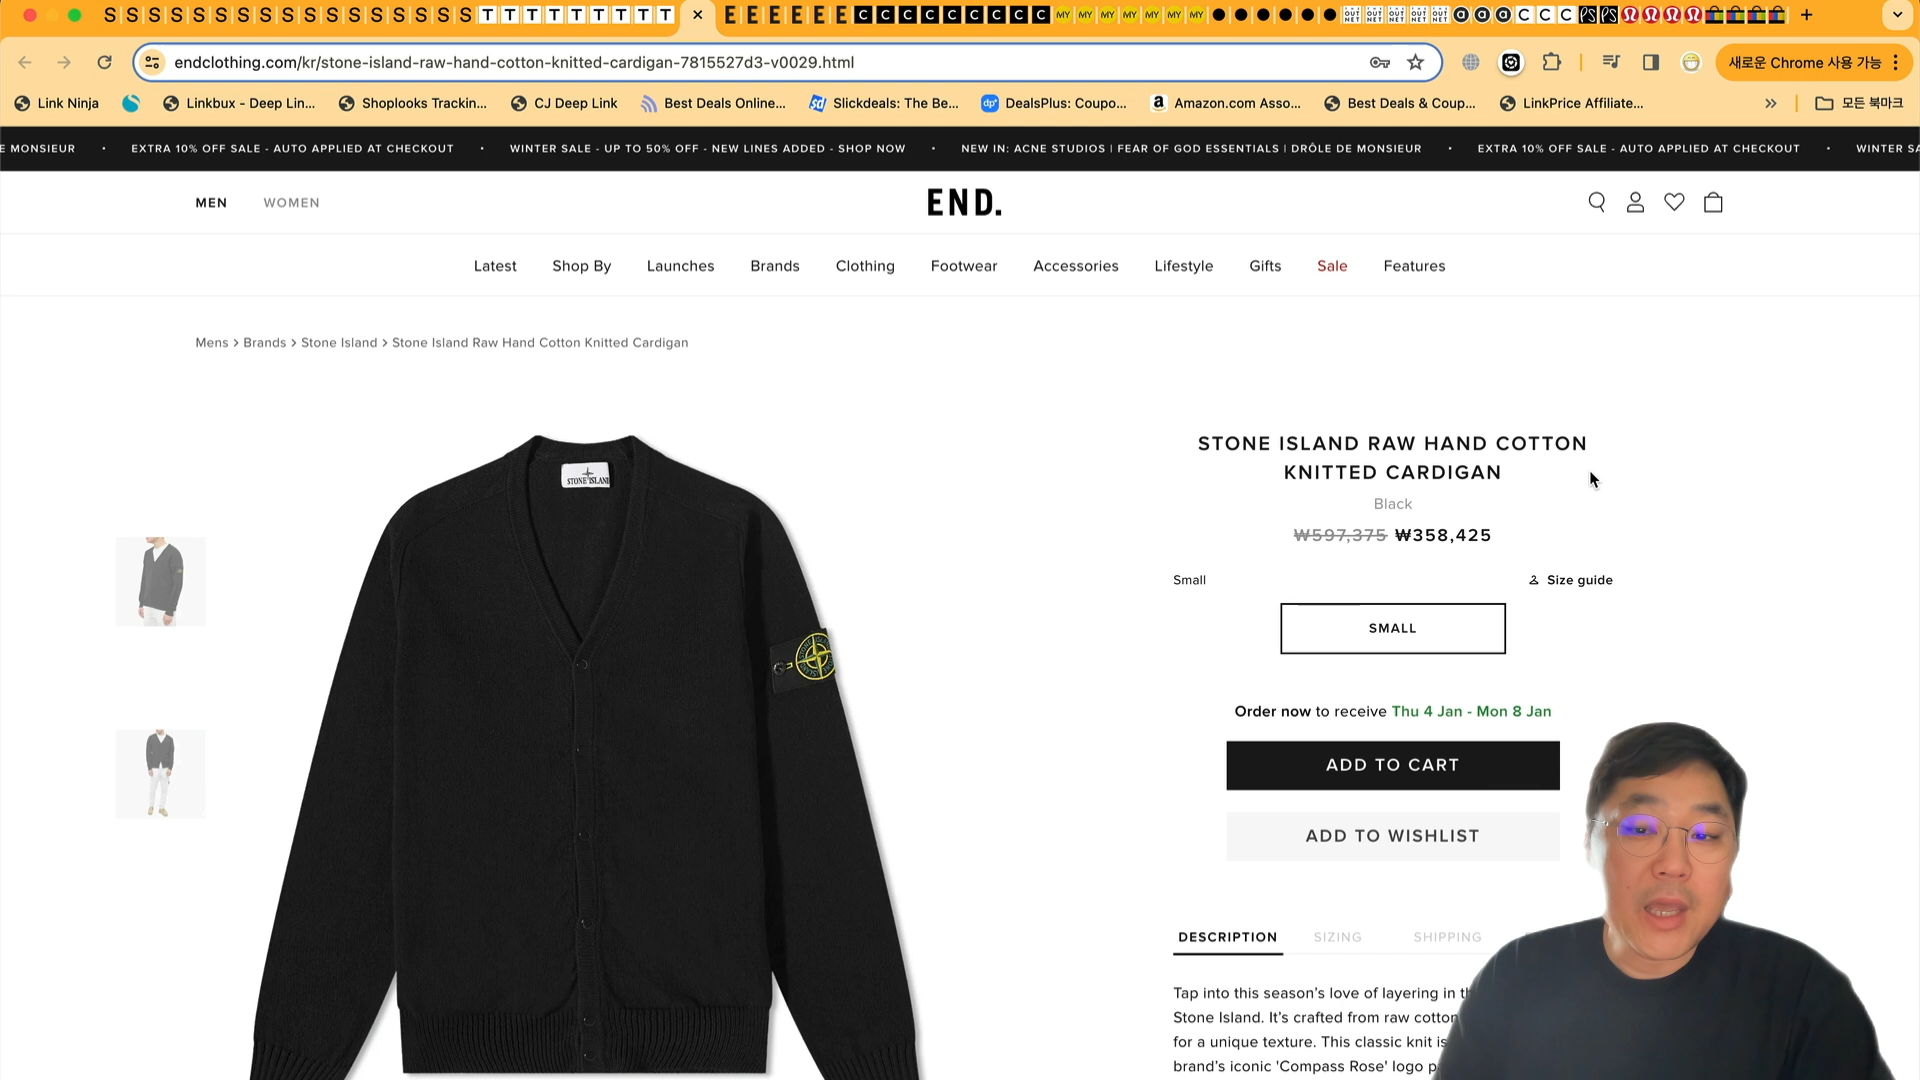 endclothing.com/kr/stone-island-raw-hand-cotton-knitted-cardigan-7815527d3-v0029.html
새로운 Chrome 사용 가능
Link Ninja
Linkbux - Deep Lin...
Shoplooks Trackin...
CJ Deep Link
Best Deals Online...
Slickdeals: The Be...
DealsPlus: Coupo...
Amazon.com Asso...
Best Deals & Coup...
LinkPrice Affiliate...
모든 북마크
E MONSIEUR • EXTRA 10% OFF SALE - AUTO APPLIED AT CHECKOUT • WINTER SALE - UP TO 50% OFF - NEW LINES ADDED - SHOP NOW • NEW IN: ACNE STUDIOS | FEAR OF GOD ESSENTIALS | DRÔLE DE MONSIEUR • EXTRA 10% OFF SALE - AUTO APPLIED AT CHECKOUT • WINTER SA
MEN WOMEN
END.
Latest Shop By Launches Brands Clothing Footwear Accessories Lifestyle Gifts Sale Features
Mens > Brands > Stone Island > Stone Island Raw Hand Cotton Knitted Cardigan
STONE ISLAND
STONE ISLAND RAW HAND COTTON
KNITTED CARDIGAN
Black
₩597,375 ₩358,425
Small Size guide
SMALL
Order now to receive Thu 4 Jan - Mon 8 Jan
ADD TO CART
ADD TO WISHLIST
DESCRIPTION SIZING SHIPPING
Tap into this season's love of layering in
Stone Island. It's crafted from raw cotton
for a unique texture. This classic knit is
brand's iconic 'Compass Rose' logo